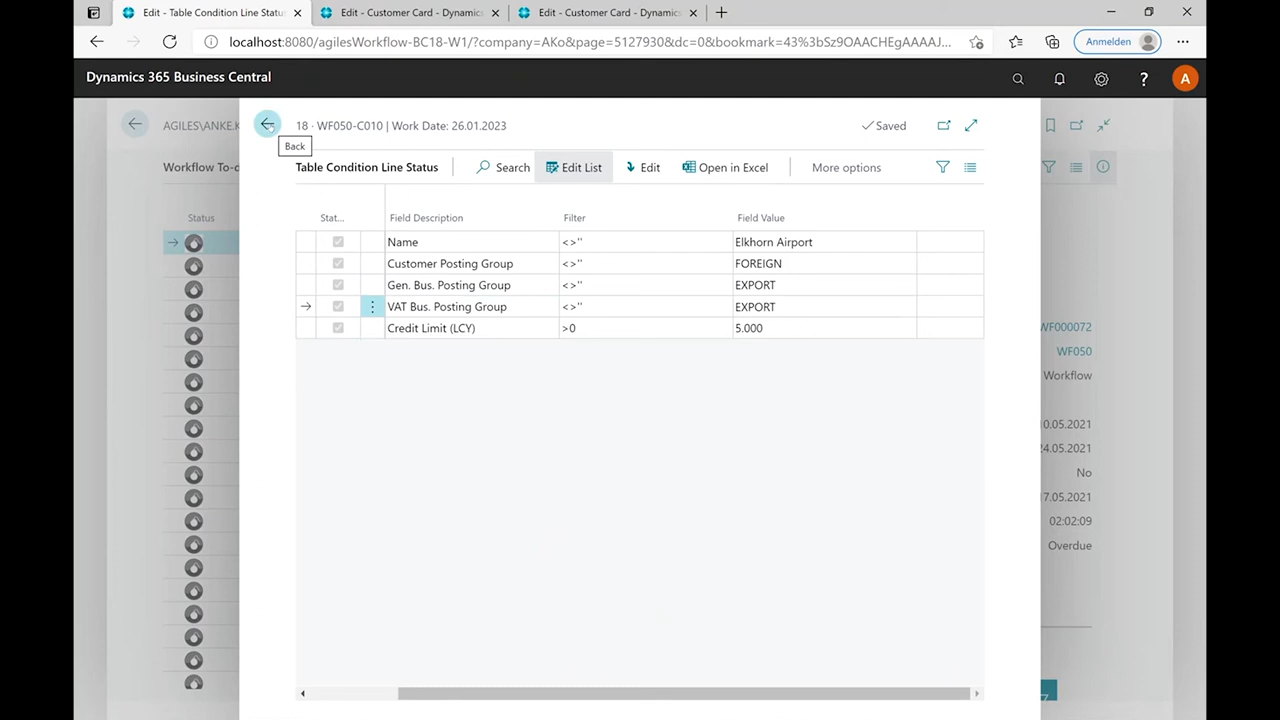 Edit - Table Condition Line Status
Edit - Customer Card - Dynamics
Edit - Customer Card - Dynamics
localhost:8080/agilesWorkflow-BC18-W1/?company=AKo&page=5127930&dc=0&bookmark=43%3bSz9OAACHEgAAAAJ...
Anmelden
Dynamics 365 Business Central
?
A
AGILES\ANKE.K
18 · WF050-C010 | Work Date: 26.01.2023
Saved
Back
Workflow To-d
Table Condition Line Status
Search
Edit List
Edit
Open in Excel
More options
Status
Stat...
Field Description
Filter
Field Value
Name
<>''
Elkhorn Airport
Customer Posting Group
<>''
FOREIGN
Gen. Bus. Posting Group
<>''
EXPORT
VAT Bus. Posting Group
<>''
EXPORT
Credit Limit (LCY)
>0
5.000
WF000072
WF050
Workflow
0.05.2021
24.05.2021
No
7.05.2021
02:02:09
Overdue